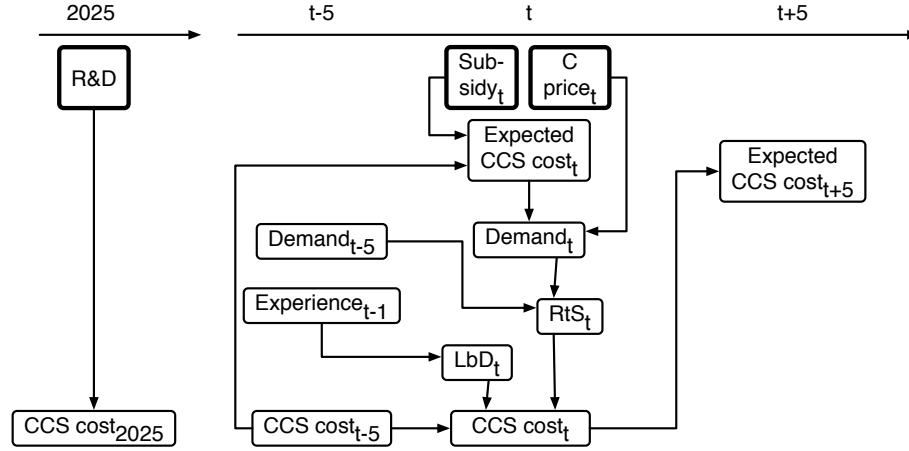 2025 t-5 t t+5
R&D
Sub-
sidy_t
C
price_t
Expected
CCS cost_t
Expected
CCS cost_t+5
Demand_t-5
Demand_t
Experience_t-1
RtS_t
LbD_t
CCS cost_2025
CCS cost_t-5
CCS cost_t